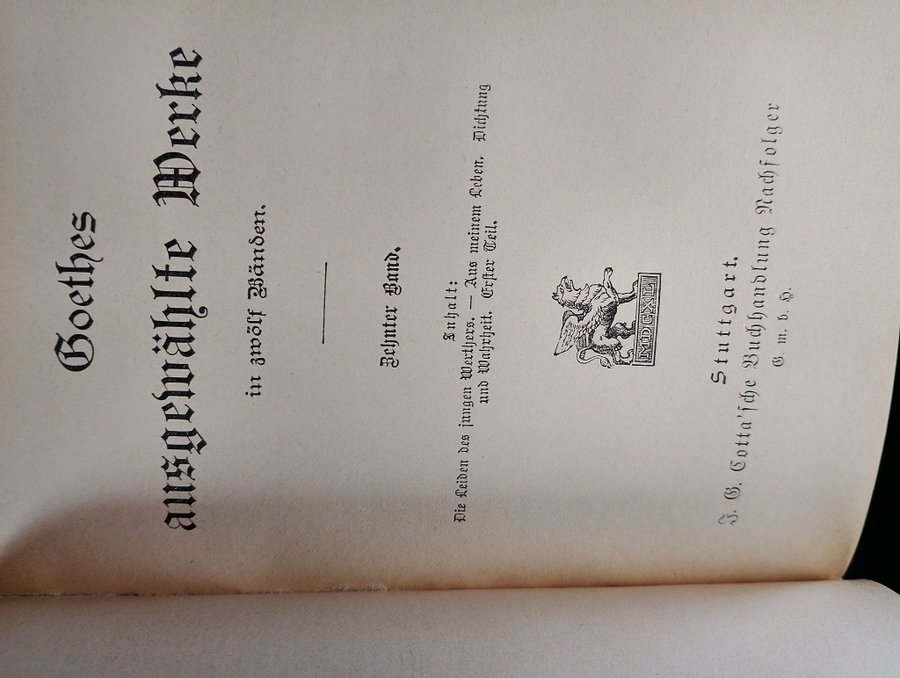 Goethes
ausgewählte Werke
in zwölf Bänden.
Zehnter Band.
Inhalt:
Die Leiden des jungen Werthers. — Aus meinem Leben. Dichtung
und Wahrheit. Erster Teil.
MDCXL
Stuttgart.
J. G. Cotta'sche Buchhandlung Nachfolger
G. m. b. H.